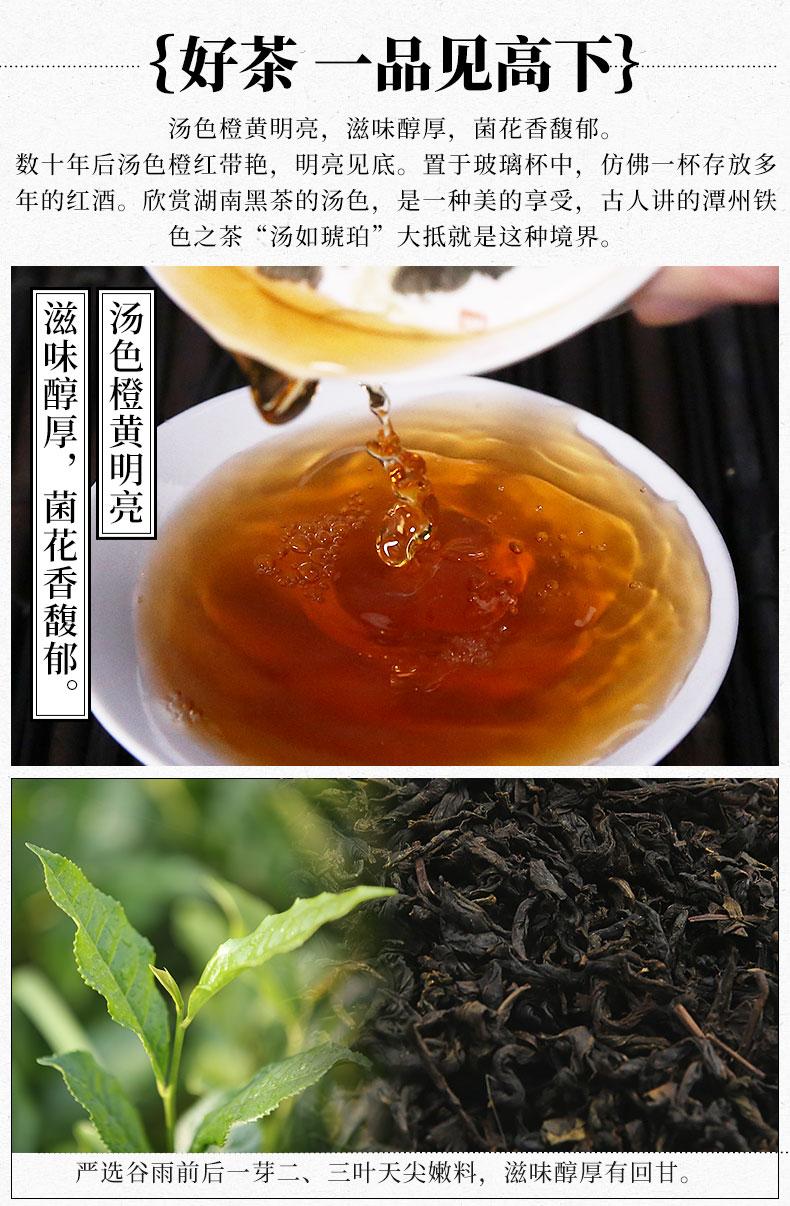 {好茶 一品见高下}
汤色橙黄明亮，滋味醇厚，菌花香馥郁。
数十年后汤色橙红带艳，明亮见底。置于玻璃杯中，仿佛一杯存放多
年的红酒。欣赏湖南黑茶的汤色，是一种美的享受，古人讲的潭州铁
色之茶“汤如琥珀”大抵就是这种境界。
汤色橙黄明亮
滋味醇厚，菌花香馥郁。
严选谷雨前后一芽二、三叶天尖嫩料，滋味醇厚有回甘。